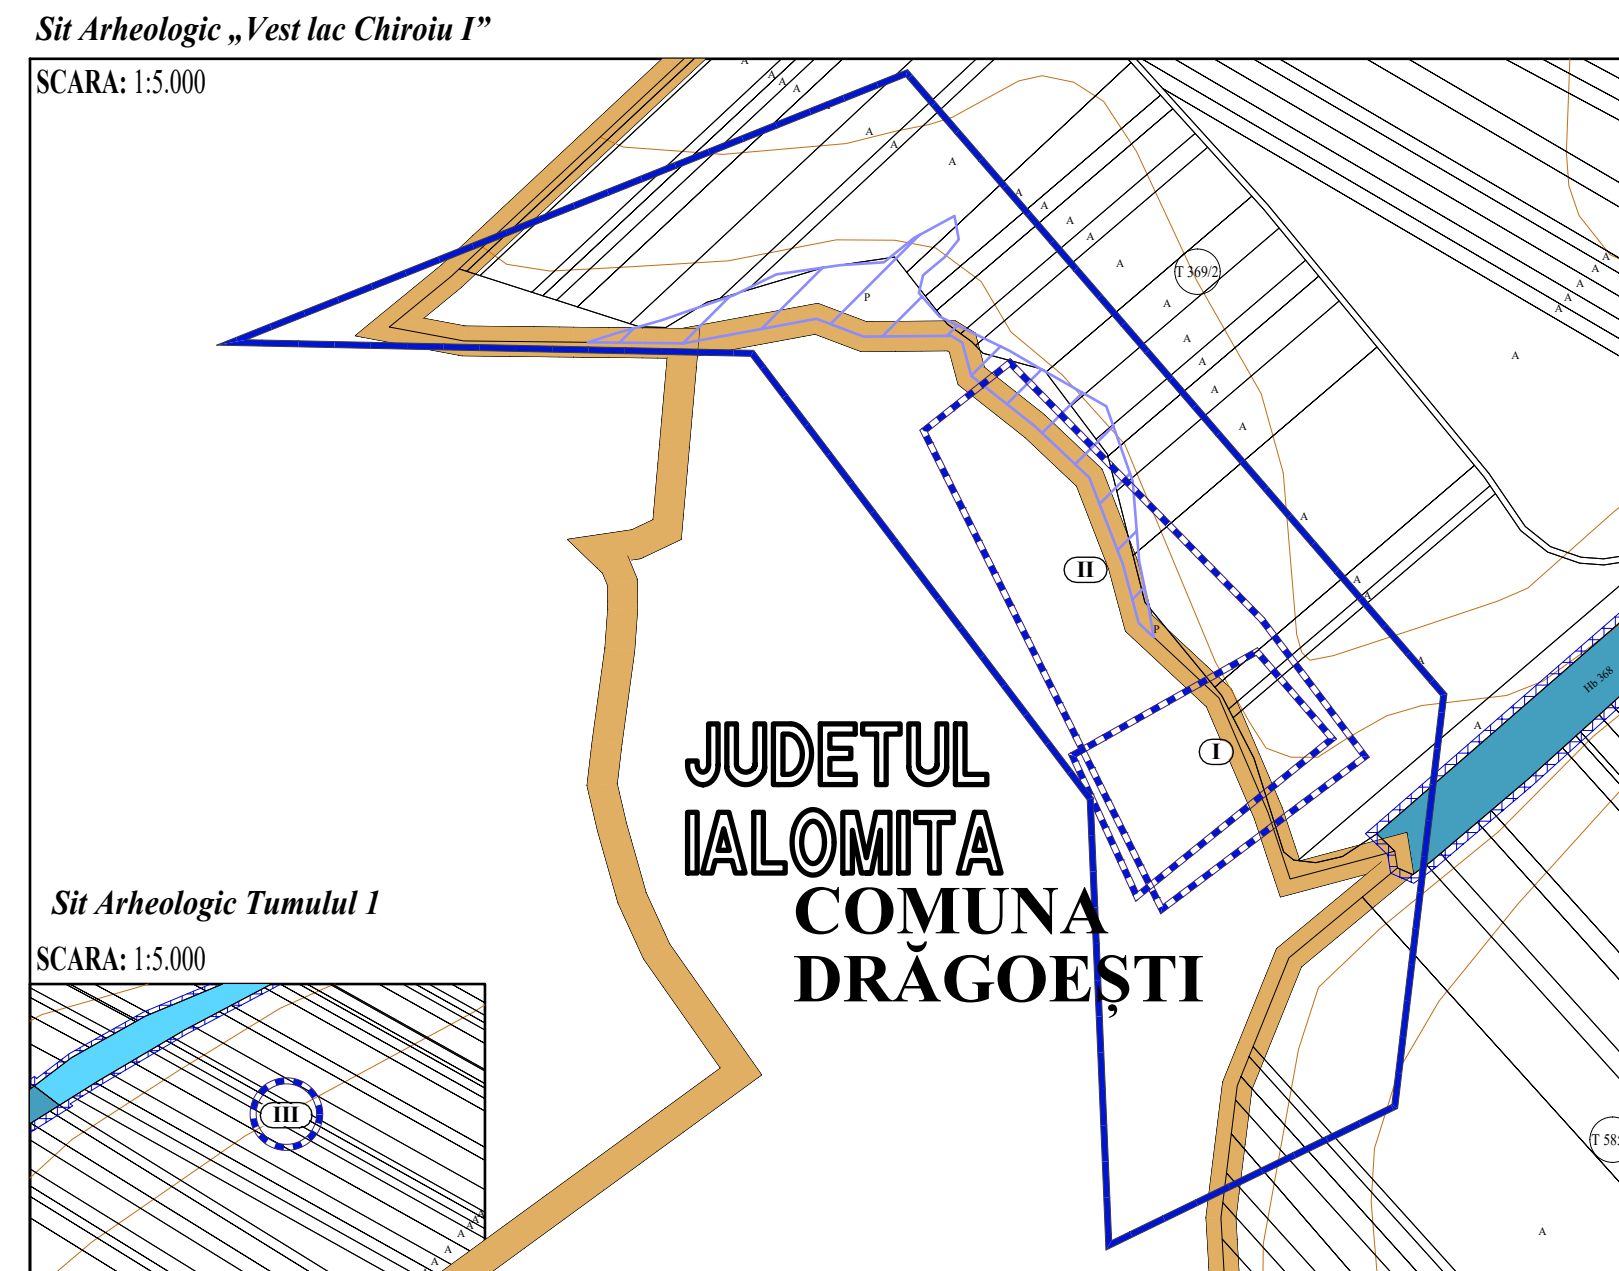 Sit Arheologic „Vest lac Chiroiu I”
SCARA: 1:5.000
A
A
A
A
A
A
A
A
A
A
A
A
T 369/2
A
P
A
A
A
A
A
A
A
A
A
A
A
A
II
A
A
P
A
Hb 368
A
I
JUDETUL
IALOMITA
COMUNA
DRĂGOEȘTI
Sit Arheologic Tumulul 1
SCARA: 1:5.000
III
A
A
A
A
A
A
A